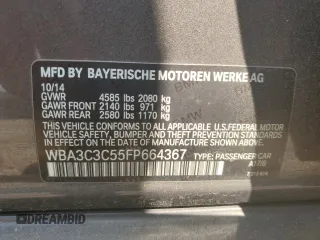 MFD BY BAYERISCHE MOTOREN WERKE AG
10/14
GVWR 4585 lbs 2080 kg
GAWR FRONT 2140 lbs 971 kg
GAWR REAR 2580 lbs 1170 kg
THIS VEHICLE CONFORMS TO ALL APPLICABLE U.S. FEDERAL MOTOR
VEHICLE SAFETY, BUMPER AND THEFT PREVENTION STANDARDS
IN EFFECT ON THE DATE OF MANUFACTURE SHOWN ABOVE.
WBA3C3C55FP664367 TYPE: PASSENGER CAR